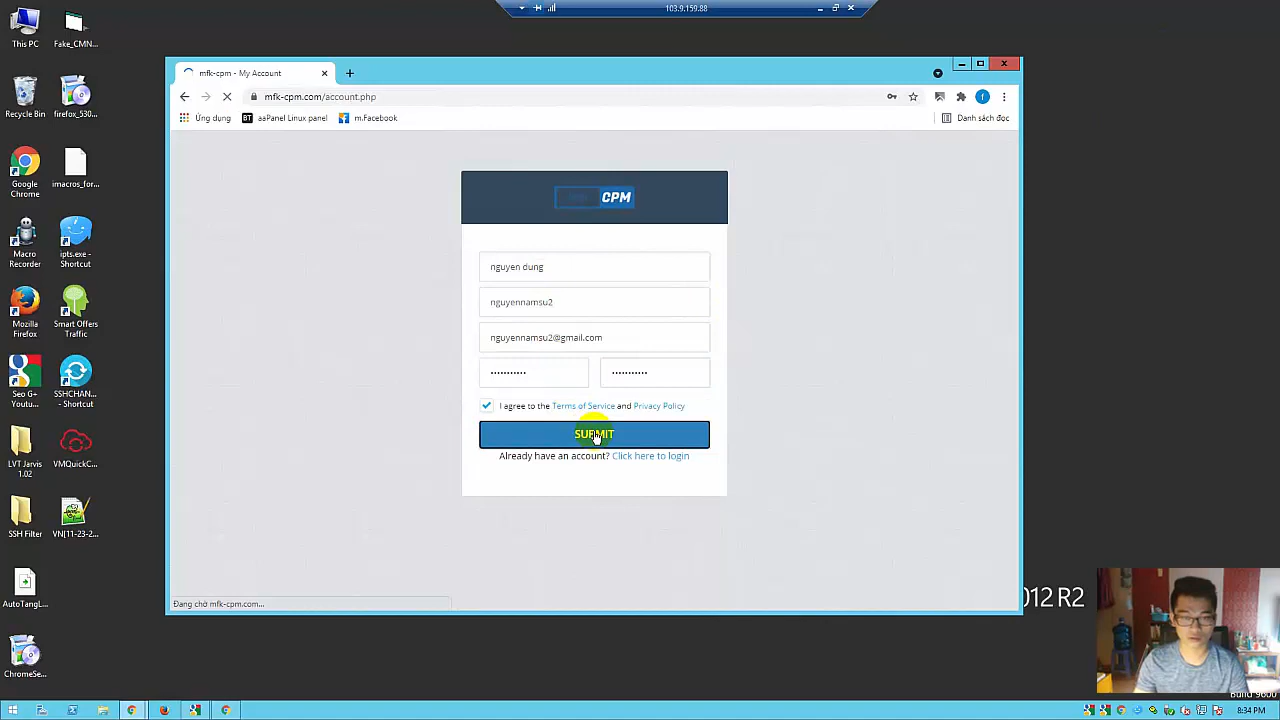 103.9.159.88
This PC
Fake_CMN...
Recycle Bin
firefox_530...
Google
Chrome
imacros_for...
Macro
Recorder
ipts.exe -
Shortcut
Mozilla
Firefox
Smart Offers
Traffic
Seo G+
Youtu...
SSHCHAN...
- Shortcut
LVT Jarvis
1.02
VMQuickC...
SSH Filter
VN[11-23-2...
AutoTangL...
ChromeSe...
mfk-cpm - My Account
mfk-cpm.com/account.php
Ứng dụng
BT
aaPanel Linux panel
m.Facebook
Danh sách đọc
f
CPM
nguyen dung
nguyennamsu2
nguyennamsu2@gmail.com
I agree to the Terms of Service and Privacy Policy
SUBMIT
Already have an account? Click here to login
Đang chờ mfk-cpm.com...
012 R2
Build 9600
8:34 PM